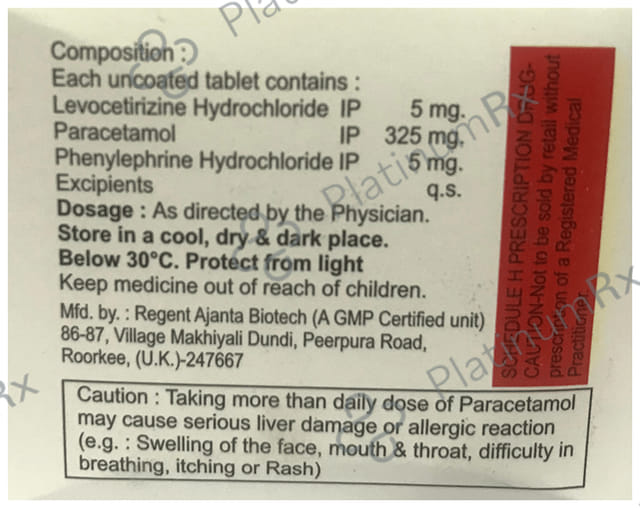 Composition :
Each uncoated tablet contains :
Levocetirizine Hydrochloride IP 5 mg.
Paracetamol IP 325 mg.
Phenylephrine Hydrochloride IP 5 mg.
Excipients q.s.
Dosage : As directed by the Physician.
Store in a cool, dry & dark place.
Below 30°C. Protect from light
Keep medicine out of reach of children.
Mfd. by. : Regent Ajanta Biotech (A GMP Certified unit)
86-87, Village Makhiyali Dundi, Peerpura Road,
Roorkee, (U.K.)-247667
Caution : Taking more than daily dose of Paracetamol
may cause serious liver damage or allergic reaction
(e.g. : Swelling of the face, mouth & throat, difficulty in
breathing, itching or Rash)
SCHEDULE H PRESCRIPTION DRUG-
CAUTION-Not to be sold by retail without
prescription of a Registered Medical
Practitioner
PlatinumRx
PlatinumRx
PlatinumRx